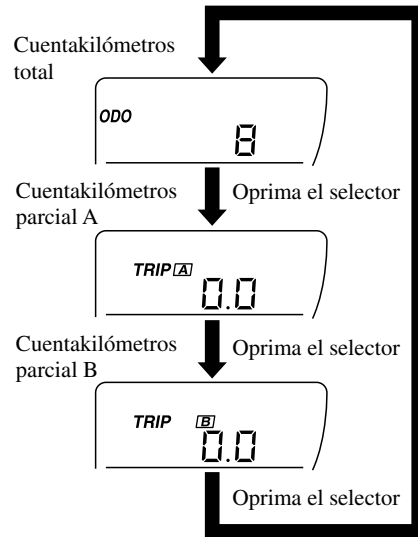 Cuentakilómetros
total
ODO
8
Cuentakilómetros
parcial A
Oprima el selector
TRIP A
0.0
Cuentakilómetros
parcial B
Oprima el selector
TRIP B
0.0
Oprima el selector